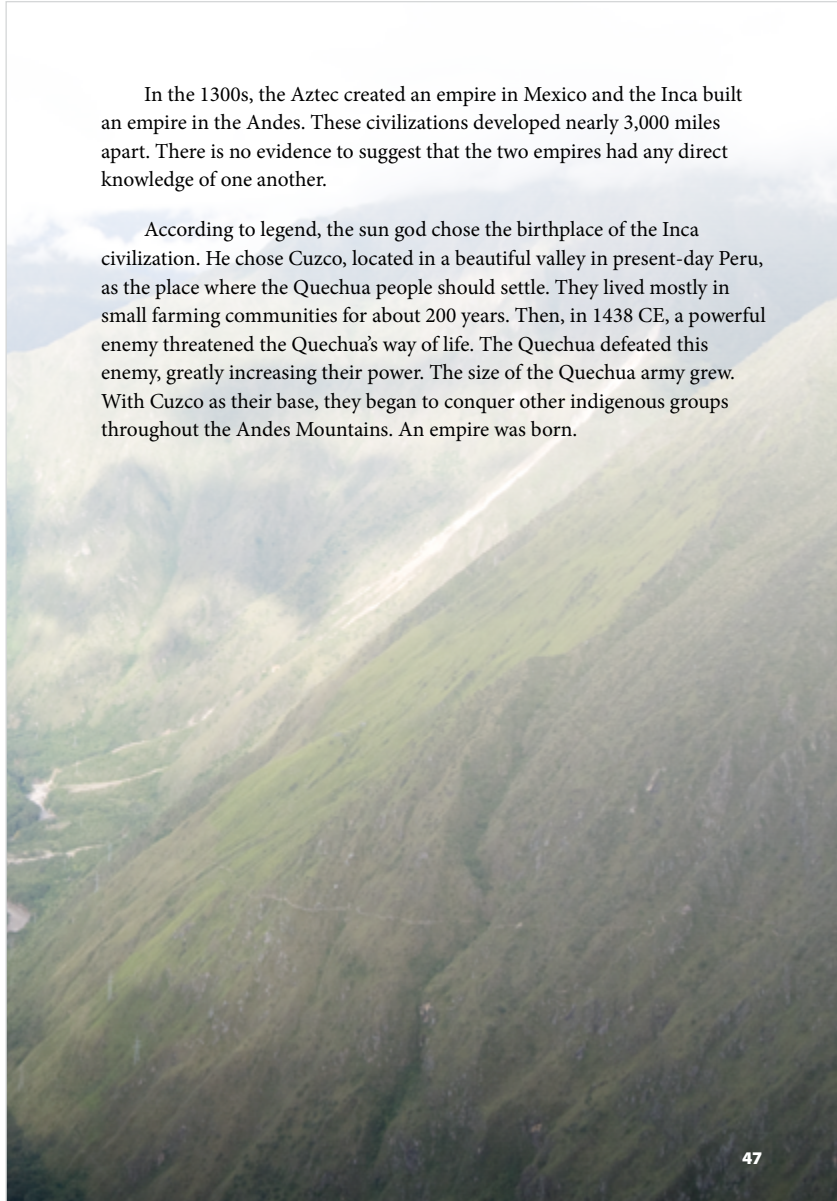 In the 1300s, the Aztec created an empire in Mexico and the Inca built
an empire in the Andes. These civilizations developed nearly 3,000 miles
apart. There is no evidence to suggest that the two empires had any direct
knowledge of one another.
According to legend, the sun god chose the birthplace of the Inca
civilization. He chose Cuzco, located in a beautiful valley in present-day Peru,
as the place where the Quechua people should settle. They lived mostly in
small farming communities for about 200 years. Then, in 1438 CE, a powerful
enemy threatened the Quechua’s way of life. The Quechua defeated this
enemy, greatly increasing their power. The size of the Quechua army grew.
With Cuzco as their base, they began to conquer other indigenous groups
throughout the Andes Mountains. An empire was born.
47